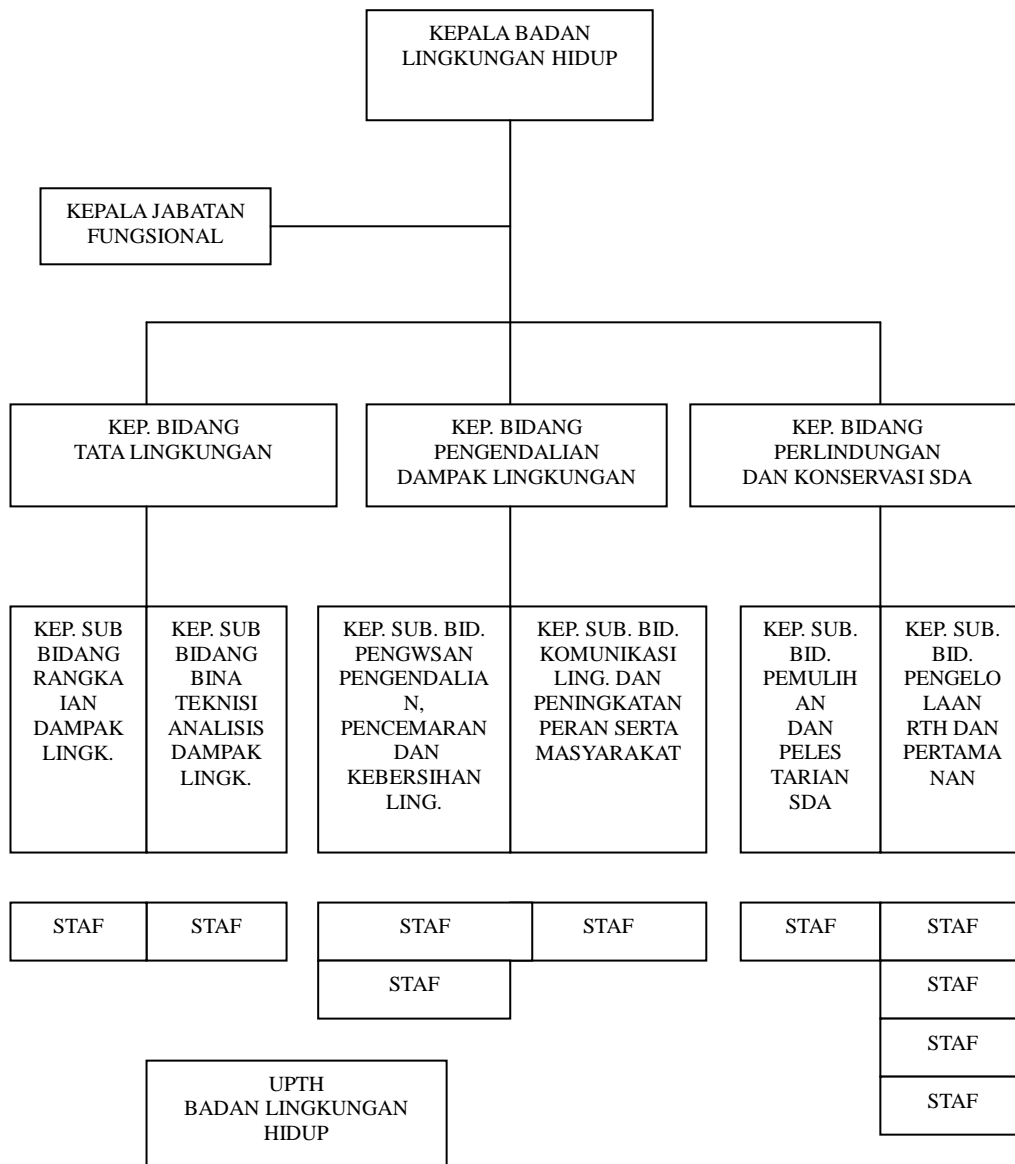 KEPALA BADAN
LINGKUNGAN HIDUP
KEPALA JABATAN
FUNGSIONAL
KEP. BIDANG
TATA LINGKUNGAN
KEP. BIDANG
PENGENDALIAN
DAMPAK LINGKUNGAN
KEP. BIDANG
PERLINDUNGAN
DAN KONSERVASI SDA
KEP. SUB
BIDANG
RANGKA
IAN
DAMPAK
LINGK.
KEP. SUB
BIDANG
BINA
TEKNISI
ANALISIS
DAMPAK
LINGK.
KEP. SUB. BID.
PENGWSAN
PENGENDALIA
N,
PENCEMARAN
DAN
KEBERSIHAN
LING.
KEP. SUB. BID.
KOMUNIKASI
LING. DAN
PENINGKATAN
PERAN SERTA
MASYARAKAT
KEP. SUB.
BID.
PEMULIH
AN
DAN
PELES
TARIAN
SDA
KEP. SUB.
BID.
PENGELO
LAAN
RTH DAN
PERTAMA
NAN
STAF
STAF
STAF
STAF
STAF
STAF
STAF
STAF
STAF
STAF
UPTH
BADAN LINGKUNGAN
HIDUP